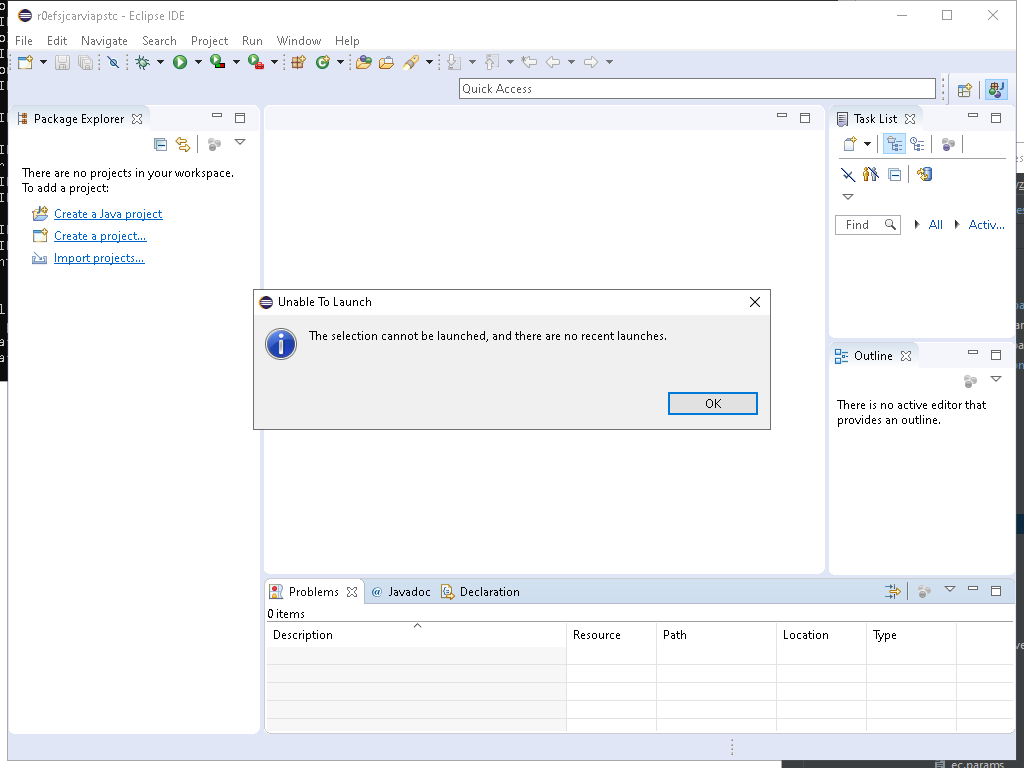 r0efsjcarviapstc - Eclipse IDE
File Edit Navigate Search Project Run Window Help
Quick Access
Package Explorer
There are no projects in your workspace.
To add a project:
Create a Java project
Create a project...
Import projects...
Task List
Find
All
Activ...
Unable To Launch
The selection cannot be launched, and there are no recent launches.
OK
Outline
There is no active editor that
provides an outline.
Problems @ Javadoc Declaration
0 items
Description Resource Path Location Type
ec.params